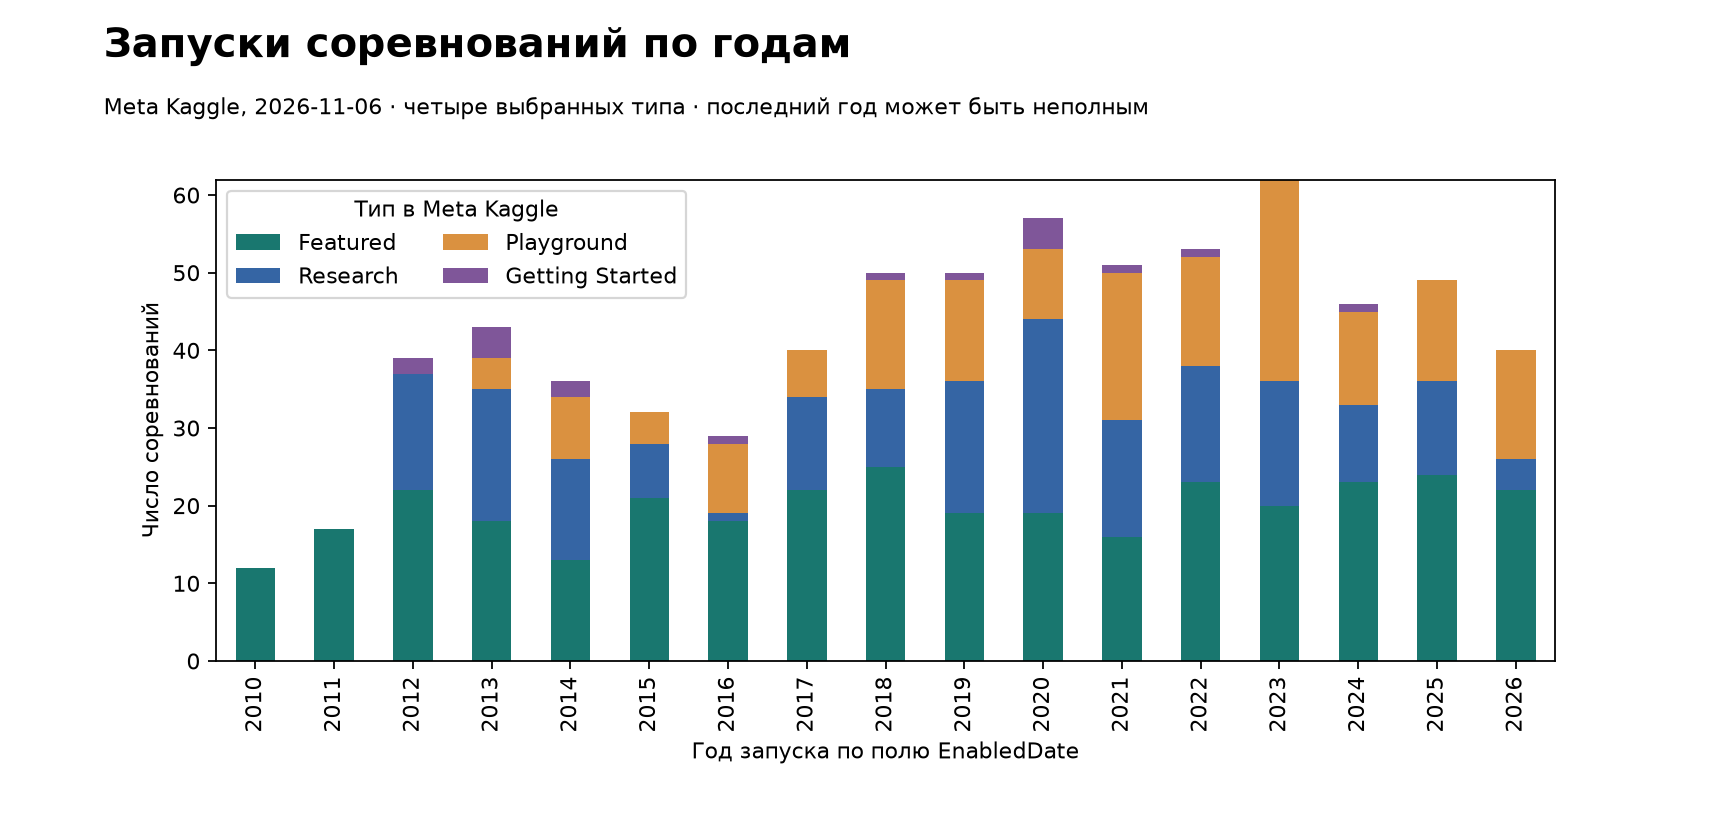 Запуски соревнований по годам
Meta Kaggle, 2026-11-06 · четыре выбранных типа · последний год может быть неполным
Тип в Meta Kaggle
Featured
Research
Playground
Getting Started
Число соревнований
60
50
40
30
20
10
0
2010
2011
2012
2013
2014
2015
2016
2017
2018
2019
2020
2021
2022
2023
2024
2025
2026
Год запуска по полю EnabledDate